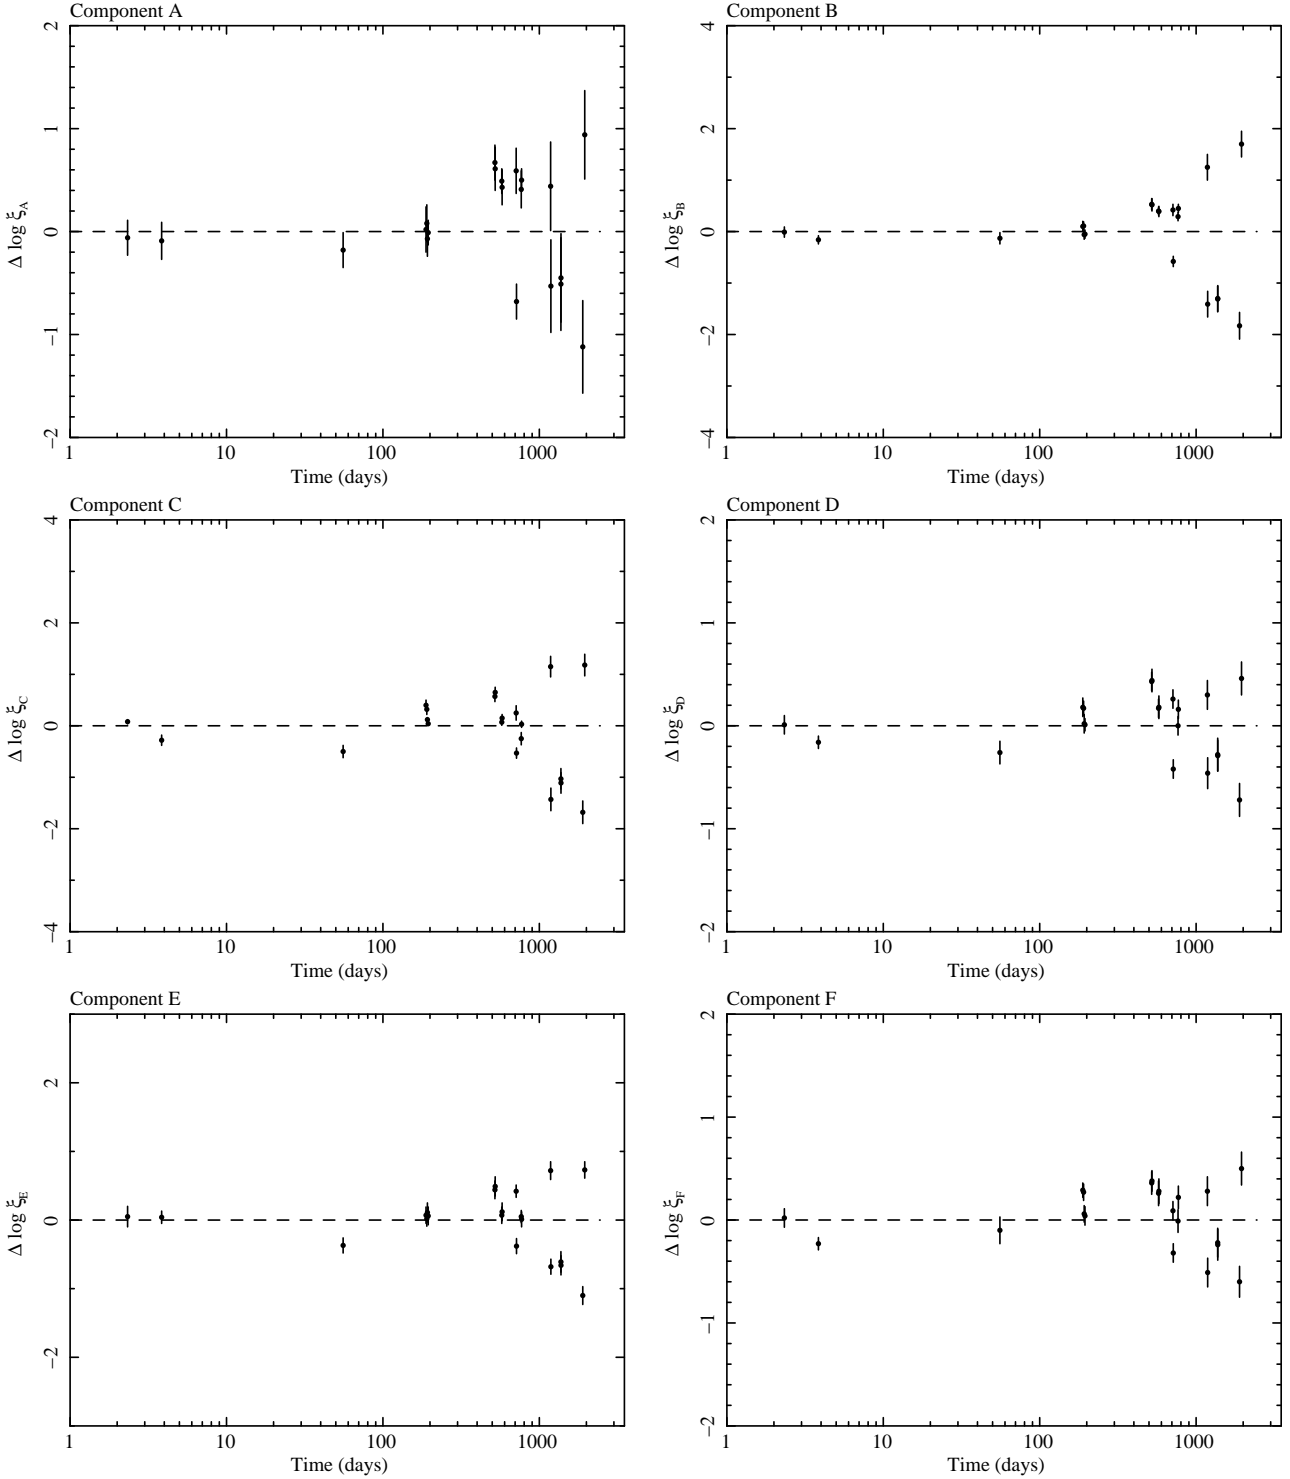 Component A
2
1
0
−1
−2
Δ log ξA
1
10
100
1000
Time (days)
Component B
4
2
0
−2
−4
Δ log ξB
1
10
100
1000
Time (days)
Component C
4
2
0
−2
−4
Δ log ξC
1
10
100
1000
Time (days)
Component D
2
1
0
−1
−2
Δ log ξD
1
10
100
1000
Time (days)
Component E
2
0
−2
Δ log ξE
1
10
100
1000
Time (days)
Component F
2
1
0
−1
−2
Δ log ξF
1
10
100
1000
Time (days)